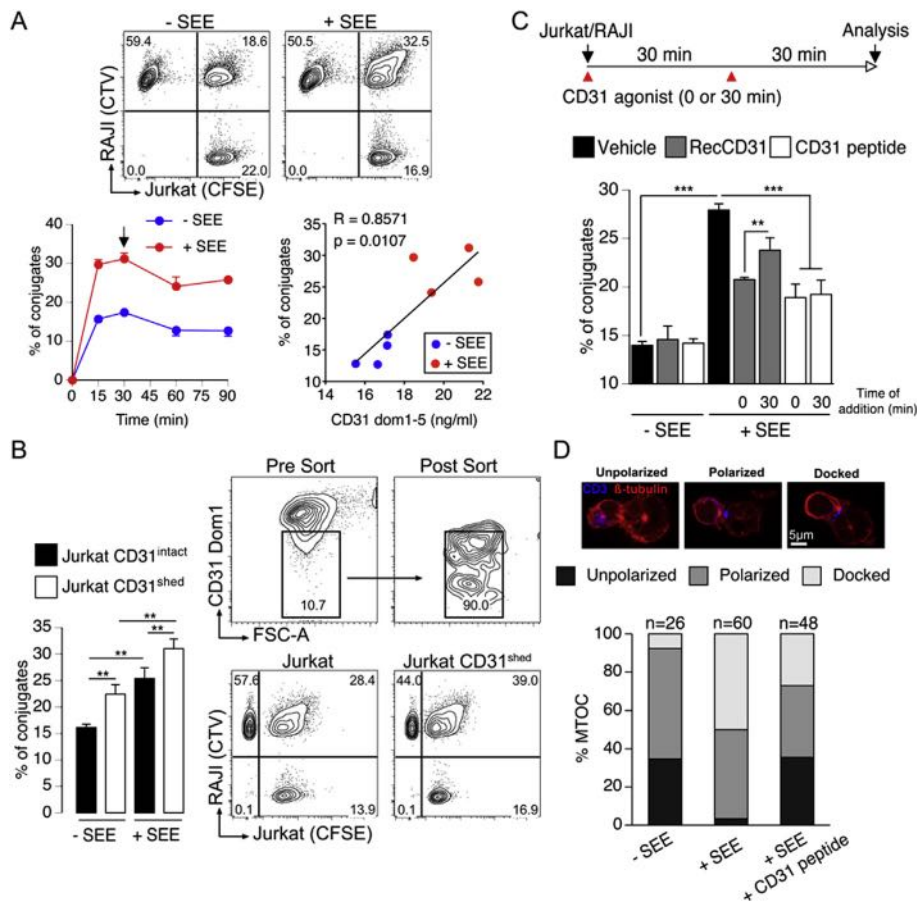 A
- SEE
+ SEE
59.4
18.6
50.5
32.5
RAJI (CTV)
0.0
22.0
0.0
16.9
Jurkat (CFSE)
- SEE
+ SEE
40
30
20
10
0
% of conjugates
0
15
30
45
60
75
90
Time (min)
R = 0.8571
p = 0.0107
40
35
30
25
20
15
10
% of conjugates
- SEE
+ SEE
14
16
18
20
22
CD31 dom1-5 (ng/ml)
C
Jurkat/RAJI
Analysis
30 min
30 min
CD31 agonist (0 or 30 min)
Vehicle
RecCD31
CD31 peptide
***
***
**
30
25
20
15
10
% of conjuguates
0
30
0
30
Time of
addition (min)
- SEE
+ SEE
B
Jurkat CD31intact
Jurkat CD31shed
**
**
**
**
35
30
25
20
15
10
5
0
% of conjugates
- SEE
+ SEE
Pre Sort
Post Sort
CD31 Dom1
10.7
90.0
FSC-A
Jurkat
Jurkat CD31shed
57.6
28.4
44.0
39.0
RAJI (CTV)
0.1
13.9
0.1
16.9
Jurkat (CFSE)
D
Unpolarized
Polarized
Docked
CD3 ß-tubulin
5µm
Unpolarized
Polarized
Docked
n=26
n=60
n=48
100
80
60
40
20
0
% MTOC
- SEE
+ SEE
+ SEE
+ CD31 peptide